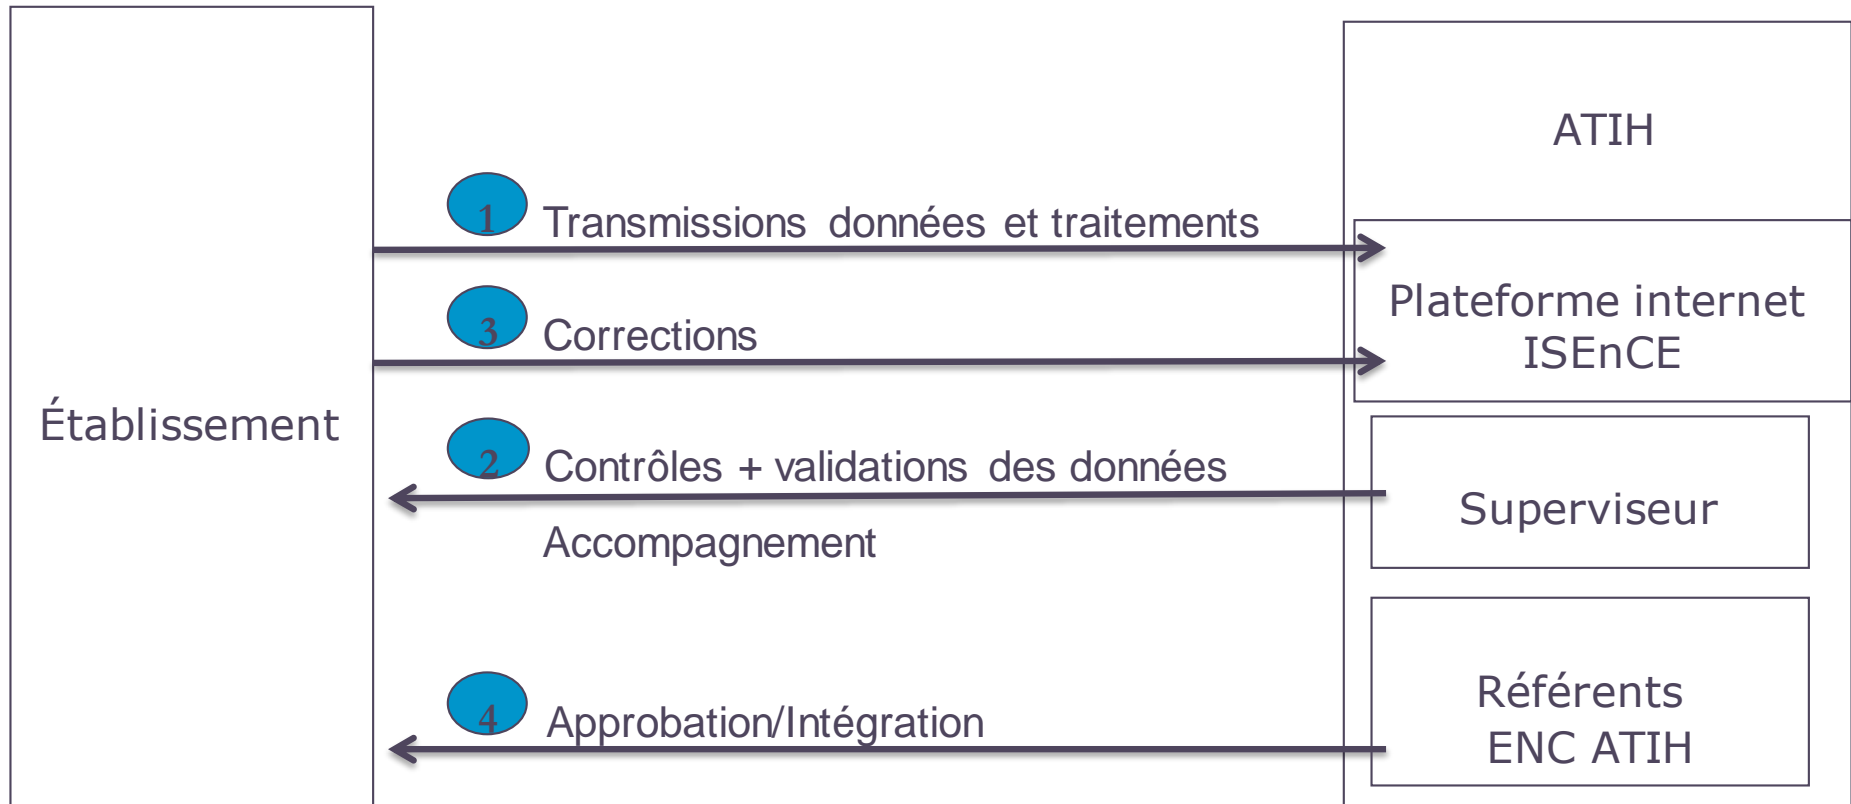 ATIH
1 Transmissions données et traitements
Plateforme internet
ISEnCE
3 Corrections
Établissement
2 Contrôles + validations des données
Accompagnement
Superviseur
4 Approbation/Intégration
Référents
ENC ATIH